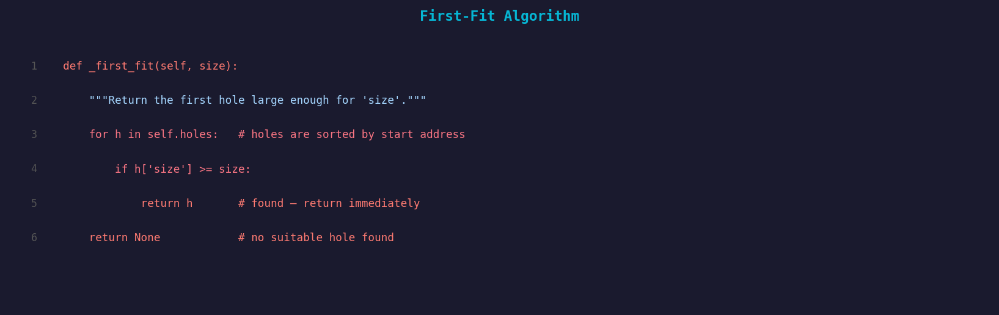 First-Fit Algorithm
1    def _first_fit(self, size):
2        """Return the first hole large enough for 'size'."""
3        for h in self.holes:   # holes are sorted by start address
4            if h['size'] >= size:
5                return h       # found — return immediately
6        return None            # no suitable hole found